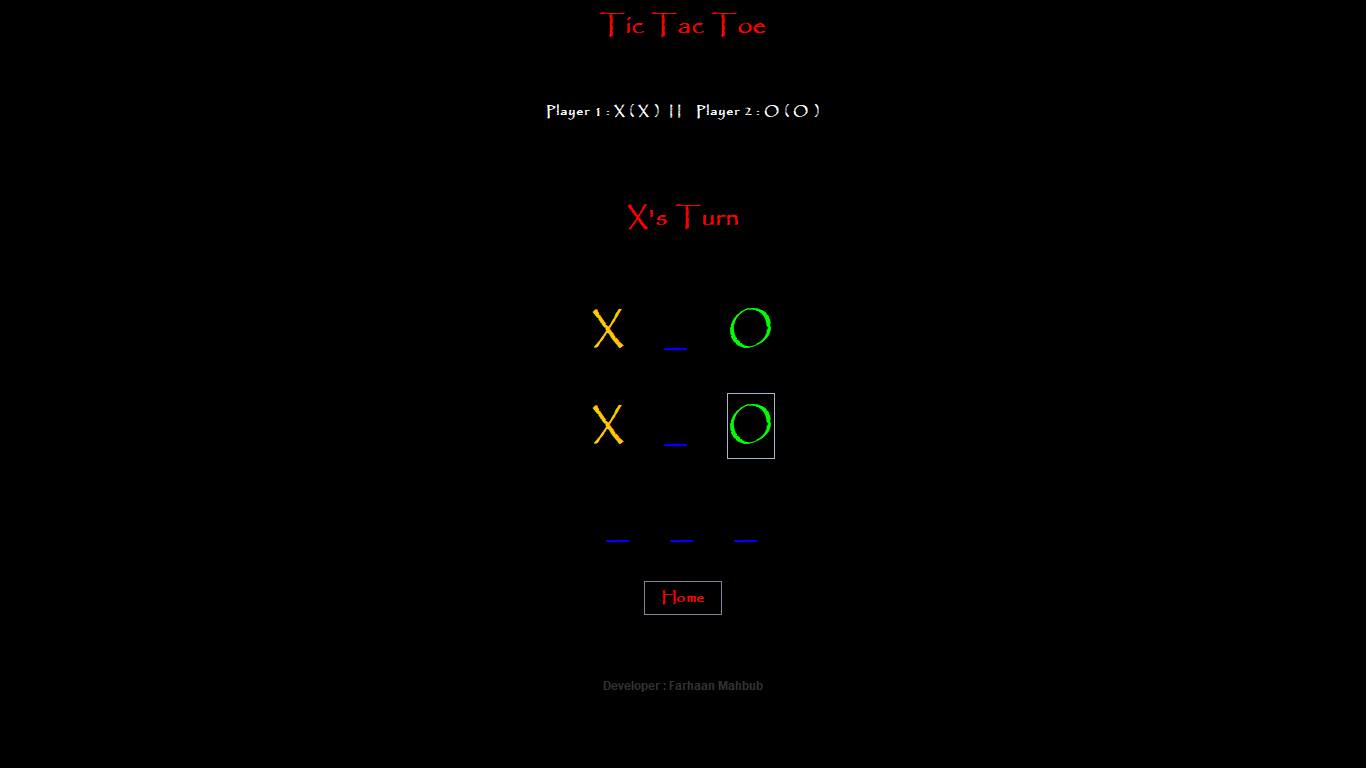 Tic Tac Toe
Player 1 : X ( X ) || Player 2 : O ( O )
X's Turn
X _ O
X _ O
_ _ _
Home
Developer : Farhaan Mahbub